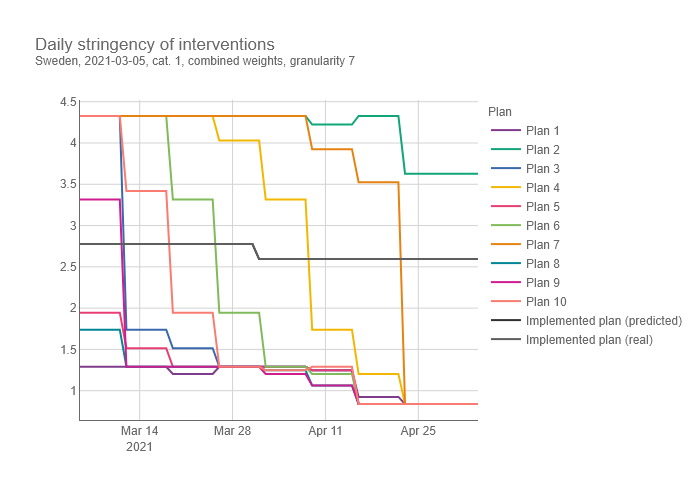 Daily stringency of interventions
Sweden, 2021-03-05, cat. 1, combined weights, granularity 7
4.5
4
3.5
3
2.5
2
1.5
1
Mar 14
2021
Mar 28
Apr 11
Apr 25
Plan
Plan 1
Plan 2
Plan 3
Plan 4
Plan 5
Plan 6
Plan 7
Plan 8
Plan 9
Plan 10
Implemented plan (predicted)
Implemented plan (real)